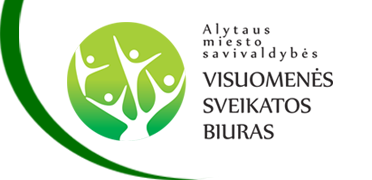 Alytaus
miesto
savivaldybės
VISUOMENĖS
SVEIKATOS
BIURAS